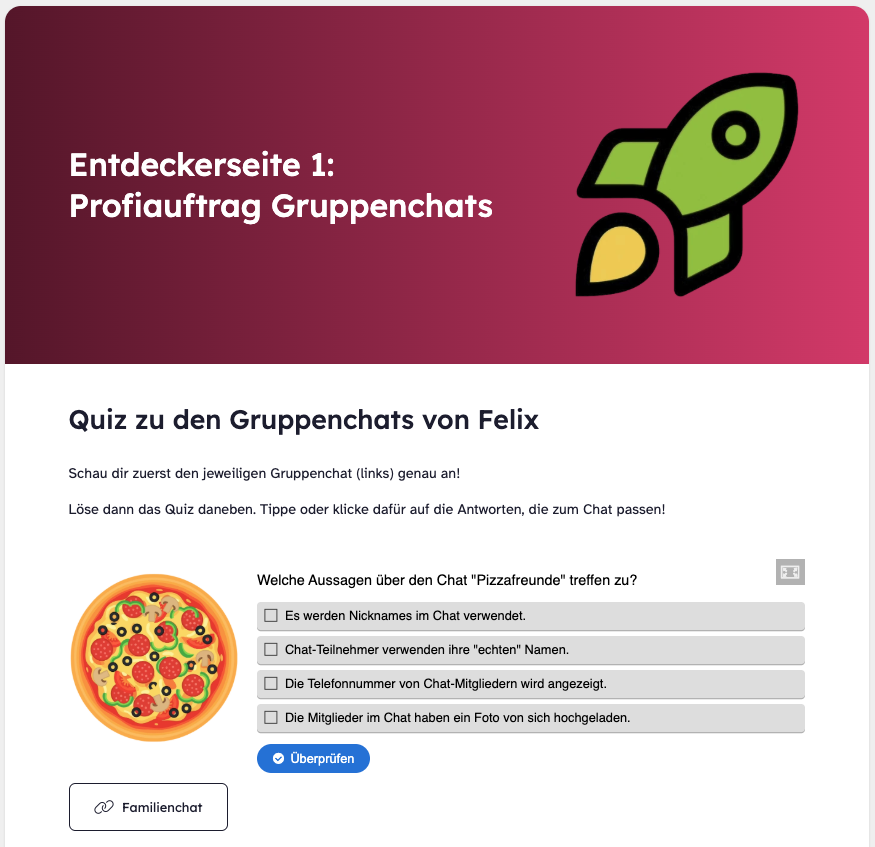 Entdeckerseite 1:
Profiauftrag Gruppenchats
Quiz zu den Gruppenchats von Felix
Schau dir zuerst den jeweiligen Gruppenchat (links) genau an!
Löse dann das Quiz daneben. Tippe oder klicke dafür auf die Antworten, die zum Chat passen!
Welche Aussagen über den Chat "Pizzafreunde" treffen zu?
Es werden Nicknames im Chat verwendet.
Chat-Teilnehmer verwenden ihre "echten" Namen.
Die Telefonnummer von Chat-Mitgliedern wird angezeigt.
Die Mitglieder im Chat haben ein Foto von sich hochgeladen.
Überprüfen
Familienchat